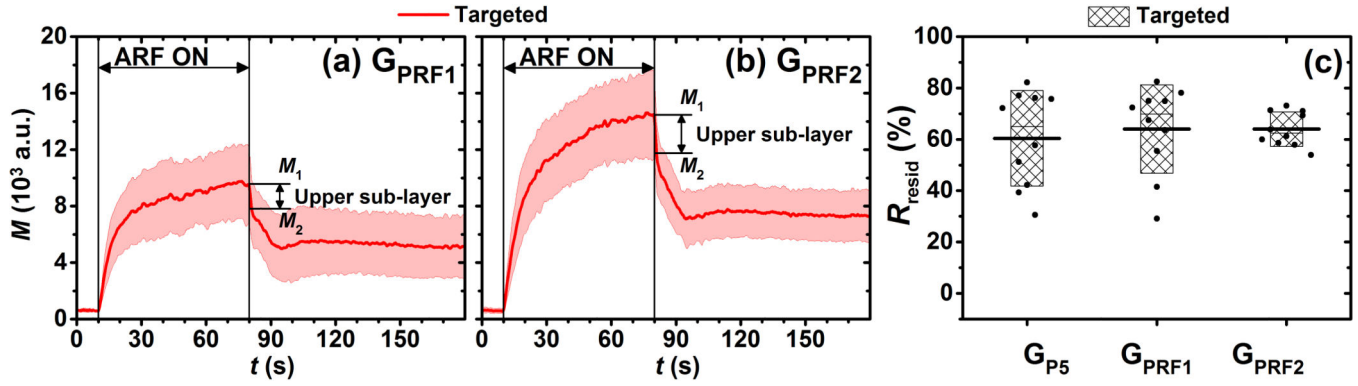 Targeted
Targeted
20
16
12
8
4
0
M (10³ a.u.)
ARF ON
(a) G_PRF1
M₁
Upper sub-layer
M₂
0 30 60 90 120 150
t (s)
ARF ON
(b) G_PRF2
M₁
Upper sub-layer
M₂
0 30 60 90 120 150
t (s)
100
80
60
40
20
0
R_resid (%)
(c)
G_P5 G_PRF1 G_PRF2